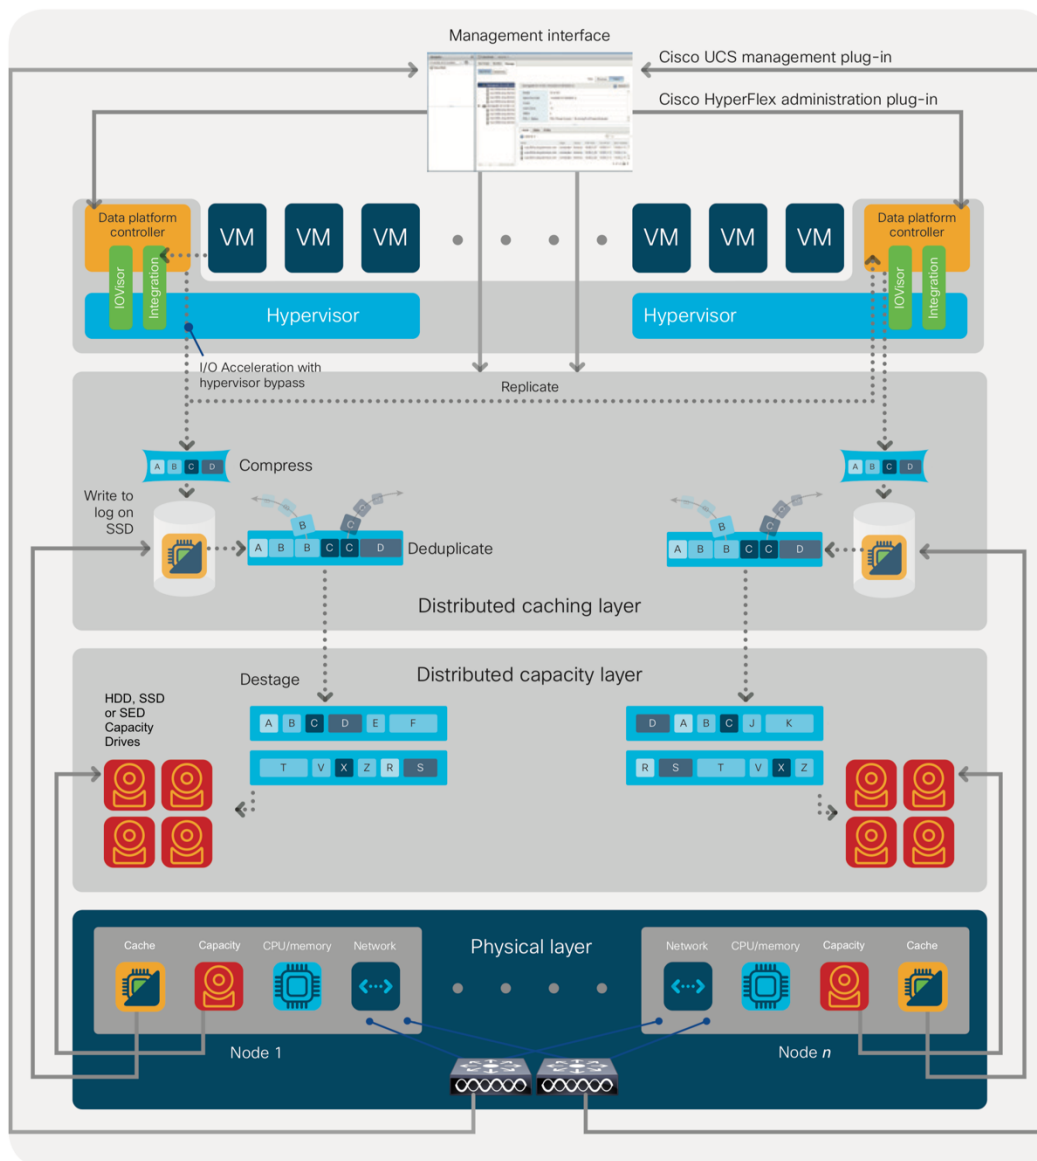 Management interface
Cisco UCS management plug-in
Cisco HyperFlex administration plug-in
Data platform
controller
VM
VM
VM
VM
VM
VM
Data platform
controller
IOVisor
Integration
IOVisor
Integration
Hypervisor
Hypervisor
I/O Acceleration with
hypervisor bypass
Replicate
A B C D
Compress
A B C D
Write to
log on
SSD
B
C
A B B C C D
Deduplicate
B
C
A B B C C D
Distributed caching layer
Distributed capacity layer
Destage
HDD, SSD
or SED
Capacity
Drives
A B C D E F
T V X Z R S
D A B C J K
R S T V X Z
Physical layer
Cache
Capacity
CPU/memory
Network
Network
CPU/memory
Capacity
Cache
Node 1
Node n